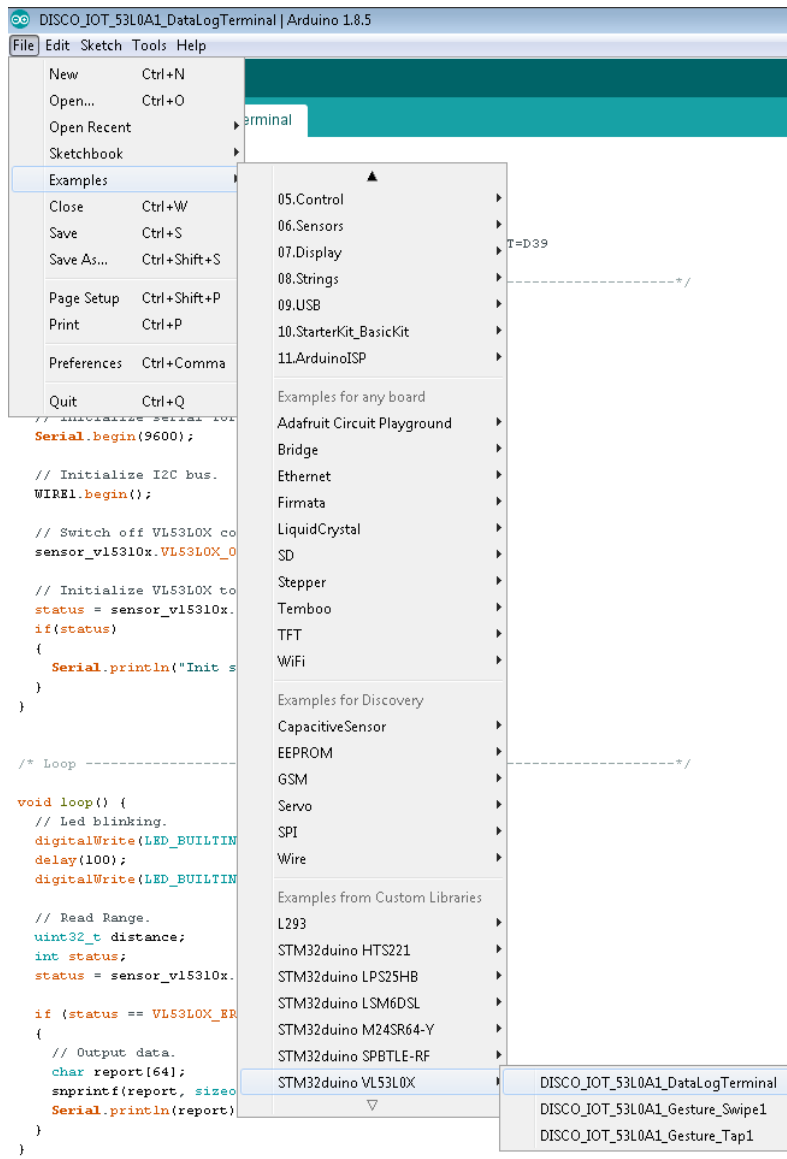 DISCO_IOT_53L0A1_DataLogTerminal | Arduino 1.8.5
File Edit Sketch Tools Help
New Ctrl+N
Open... Ctrl+O
Open Recent
Sketchbook
Examples
Close Ctrl+W
Save Ctrl+S
Save As... Ctrl+Shift+S
Page Setup Ctrl+Shift+P
Print Ctrl+P
Preferences Ctrl+Comma
Quit Ctrl+Q
erminal
05.Control
06.Sensors
07.Display
08.Strings
09.USB
10.StarterKit_BasicKit
11.ArduinoISP
Examples for any board
Adafruit Circuit Playground
Bridge
Ethernet
Firmata
LiquidCrystal
SD
Stepper
Temboo
TFT
WiFi
Examples for Discovery
CapacitiveSensor
EEPROM
GSM
Servo
SPI
Wire
Examples from Custom Libraries
L293
STM32duino HTS221
STM32duino LPS25HB
STM32duino LSM6DSL
STM32duino M24SR64-Y
STM32duino SPBTLE-RF
STM32duino VL53L0X
DISCO_IOT_53L0A1_DataLogTerminal
DISCO_IOT_53L0A1_Gesture_Swipe1
DISCO_IOT_53L0A1_Gesture_Tap1
T=D39
--------------------*/
// Initialize serial for
Serial.begin(9600);
// Initialize I2C bus.
WIRE1.begin();
// Switch off VL53L0X co
sensor_vl53l0x.VL53L0X_O
// Initialize VL53L0X to
status = sensor_vl53l0x.
if(status)
{
Serial.println("Init s
}
}
/* Loop ------------------ --------------------*/
void loop() {
// Led blinking.
digitalWrite(LED_BUILTIN
delay(100);
digitalWrite(LED_BUILTIN
// Read Range.
uint32_t distance;
int status;
status = sensor_vl53l0x.
if (status == VL53L0X_ER
{
// Output data.
char report[64];
snprintf(report, sizeo
Serial.println(report)
}
}